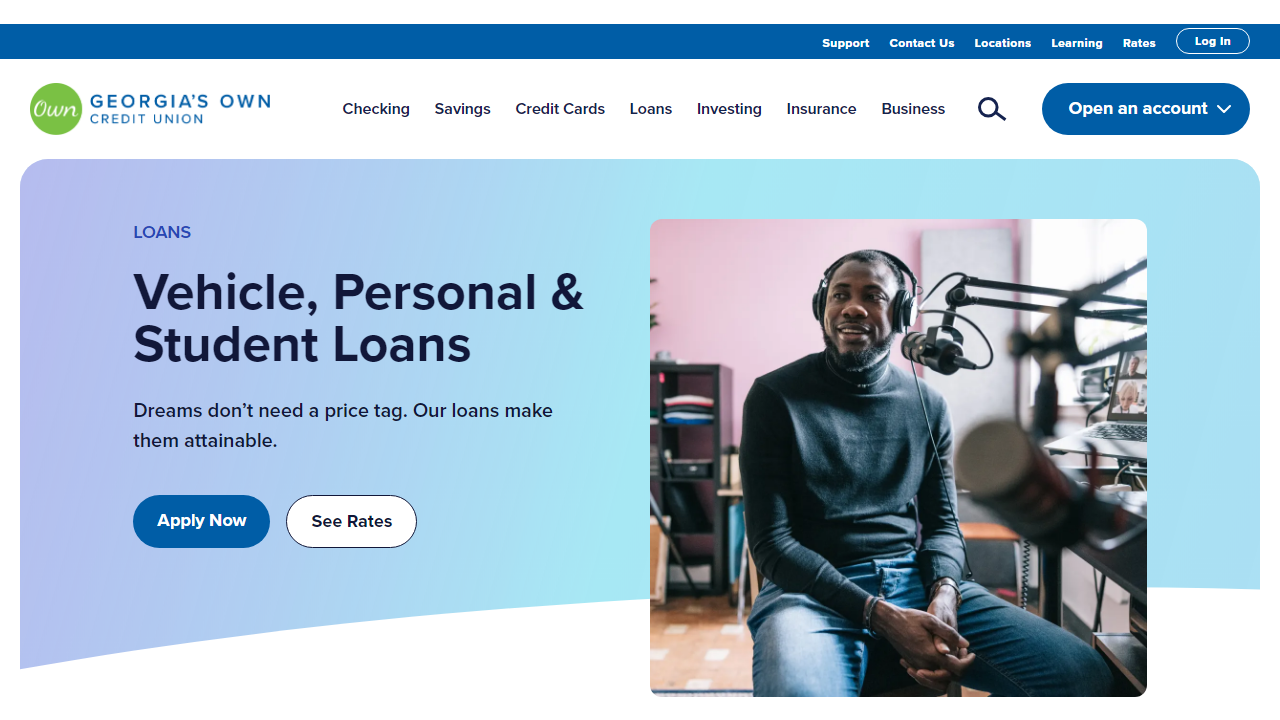 Support Contact Us Locations Learning Rates Log In
Own GEORGIA'S OWN
CREDIT UNION
Checking Savings Credit Cards Loans Investing Insurance Business Open an account
LOANS
Vehicle, Personal &
Student Loans
Dreams don’t need a price tag. Our loans make
them attainable.
Apply Now See Rates